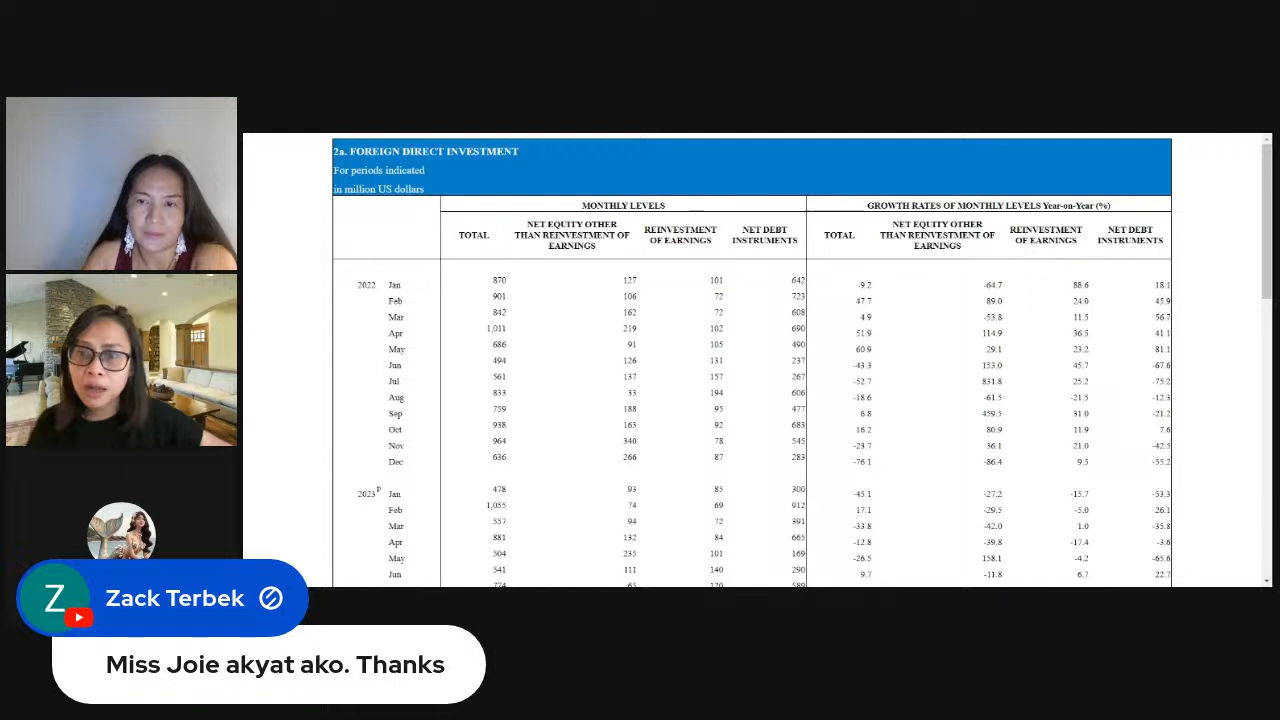 2a. FOREIGN DIRECT INVESTMENT
For periods indicated
in million US dollars
MONTHLY LEVELS GROWTH RATES OF MONTHLY LEVELS Year-on-Year (%)
TOTAL NET EQUITY OTHER THAN REINVESTMENT OF EARNINGS REINVESTMENT OF EARNINGS NET DEBT INSTRUMENTS TOTAL NET EQUITY OTHER THAN REINVESTMENT OF EARNINGS REINVESTMENT OF EARNINGS NET DEBT INSTRUMENTS
2022 Jan 870 127 101 642 -9.2 -64.7 88.6 18.1
Feb 901 106 72 723 47.7 89.0 24.0 45.9
Mar 842 162 72 608 4.9 -53.8 11.5 56.7
Apr 1,011 219 102 690 51.9 114.9 36.5 41.1
May 686 91 105 490 60.9 29.1 23.2 81.1
Jun 494 126 131 237 -43.3 153.0 45.7 -67.6
Jul 561 137 157 267 -52.7 831.8 25.2 -75.2
Aug 833 33 194 606 -18.6 -61.5 -21.5 -12.3
Sep 759 188 95 477 6.8 459.5 31.0 -21.2
Oct 938 163 92 683 16.2 80.9 11.9 7.6
Nov 964 340 78 545 -23.7 36.1 21.0 -42.5
Dec 636 266 87 283 -76.1 -86.4 9.5 -55.2
2023 p Jan 478 93 85 300 -45.1 -27.2 -15.7 -53.3
Feb 1,055 74 69 912 17.1 -29.5 -5.0 26.1
Mar 557 94 72 391 -33.8 -42.0 1.0 -35.8
Apr 881 132 84 665 -12.8 -39.8 -17.4 -3.6
May 504 235 101 169 -26.5 158.1 -4.2 -65.6
Jun 541 111 140 290 9.7 -11.8 6.7 22.7
774 65 120 589
Z Zack Terbek
Miss Joie akyat ako. Thanks